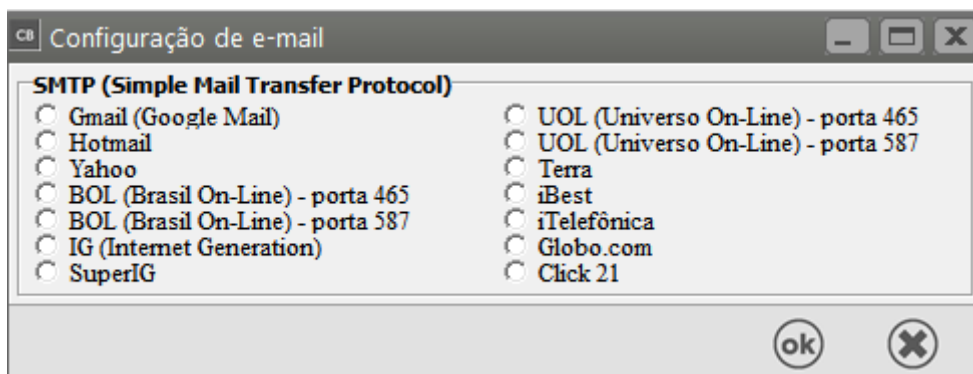 CB Configuração de e-mail
SMTP (Simple Mail Transfer Protocol)
Gmail (Google Mail)
Hotmail
Yahoo
BOL (Brasil On-Line) - porta 465
BOL (Brasil On-Line) - porta 587
IG (Internet Generation)
SuperIG
UOL (Universo On-Line) - porta 465
UOL (Universo On-Line) - porta 587
Terra
iBest
iTelefônica
Globo.com
Click 21
ok